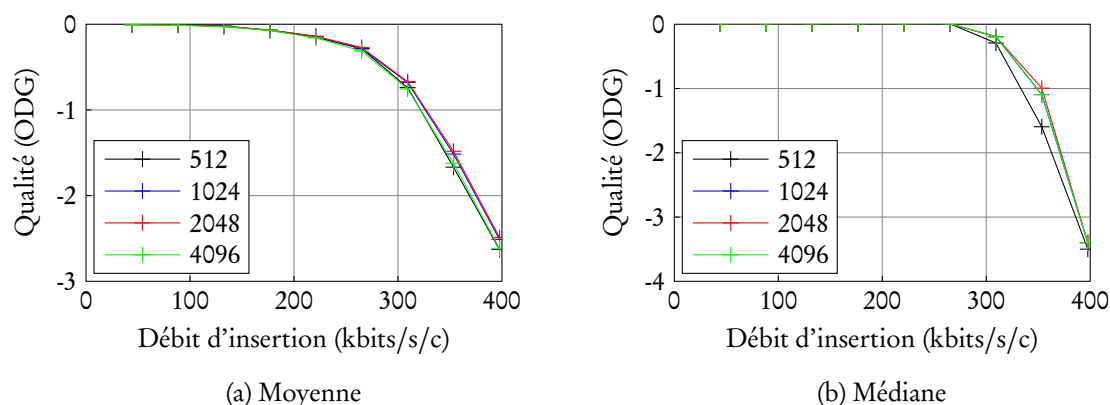 0
-1
-2
-3
0 100 200 300 400
Qualité (ODG)
512
1024
2048
4096
Débit d'insertion (kbits/s/c)
(a) Moyenne
0
-1
-2
-3
-4
0 100 200 300 400
Qualité (ODG)
512
1024
2048
4096
Débit d'insertion (kbits/s/c)
(b) Médiane